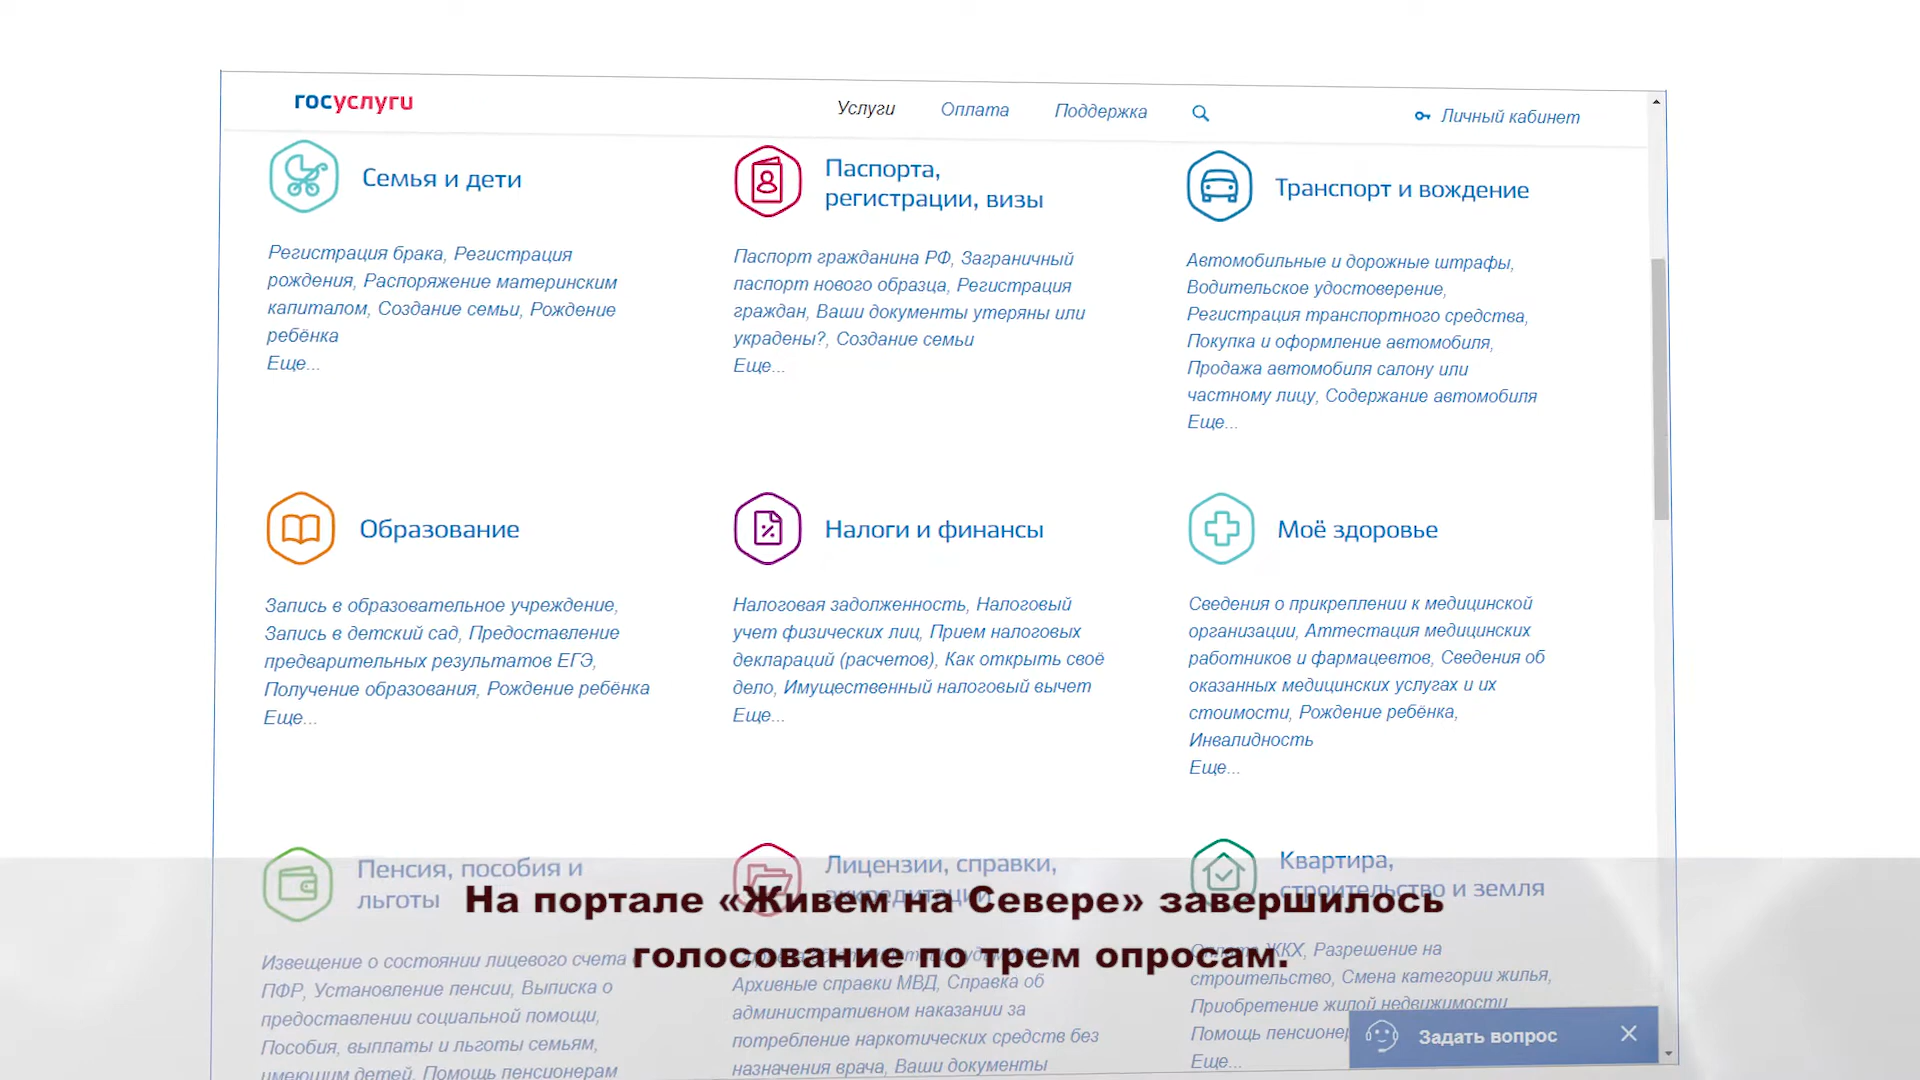 госуслуги
Услуги
Оплата
Поддержка
Личный кабинет
Семья и дети
Регистрация брака, Регистрация
рождения, Распоряжение материнским
капиталом, Создание семьи, Рождение
ребёнка
Еще...
Паспорта,
регистрации, визы
Паспорт гражданина РФ, Заграничный
паспорт нового образца, Регистрация
граждан, Ваши документы утеряны или
украдены?, Создание семьи
Еще...
Транспорт и вождение
Автомобильные и дорожные штрафы,
Водительское удостоверение,
Регистрация транспортного средства,
Покупка и оформление автомобиля,
Продажа автомобиля салону или
частному лицу, Содержание автомобиля
Еще...
Образование
Запись в образовательное учреждение,
Запись в детский сад, Предоставление
предварительных результатов ЕГЭ,
Получение образования, Рождение ребёнка
Еще...
Налоги и финансы
Налоговая задолженность, Налоговый
учет физических лиц, Прием налоговых
деклараций (расчетов), Как открыть своё
дело, Имущественный налоговый вычет
Еще...
Моё здоровье
Сведения о прикреплении к медицинской
организации, Аттестация медицинских
работников и фармацевтов, Сведения об
оказанных медицинских услугах и их
стоимости, Рождение ребёнка,
Инвалидность
Еще...
Пенсия, пособия и
льготы
Извещение о состоянии лицевого счета
ПФР, Установление пенсии, Выписка о
предоставлении социальной помощи,
Пособия, выплаты и льготы семьям,
имеющим детей, Помощь пенсионерам
Лицензии, справки,
аккредитации
Архивные справки МВД, Справка об
административном наказании за
потребление наркотических средств без
назначения врача, Ваши документы
Квартира,
строительство и земля
Оплата ЖКХ, Разрешение на
строительство, Смена категории жилья,
Приобретение жилой недвижимости
Помощь
Еще...
На портале «Живем на Севере» завершилось
голосование по трем опросам.
Задать вопрос